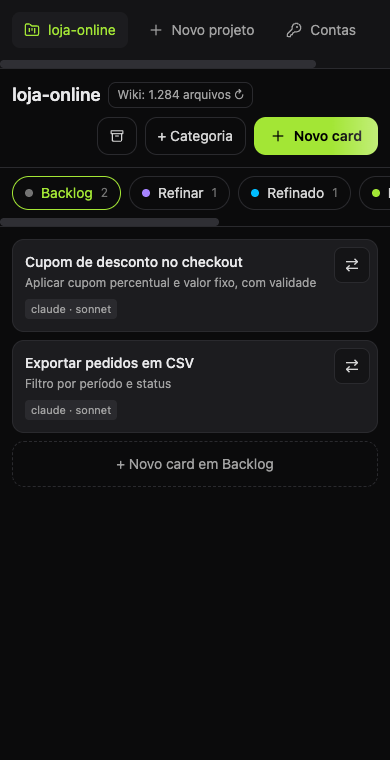 loja-online
Novo projeto
Contas
loja-online
Wiki: 1.284 arquivos ↻
+ Categoria
+ Novo card
Backlog 2
Refinar 1
Refinado 1
Cupom de desconto no checkout
Aplicar cupom percentual e valor fixo, com validade
claude · sonnet
Exportar pedidos em CSV
Filtro por período e status
claude · sonnet
+ Novo card em Backlog